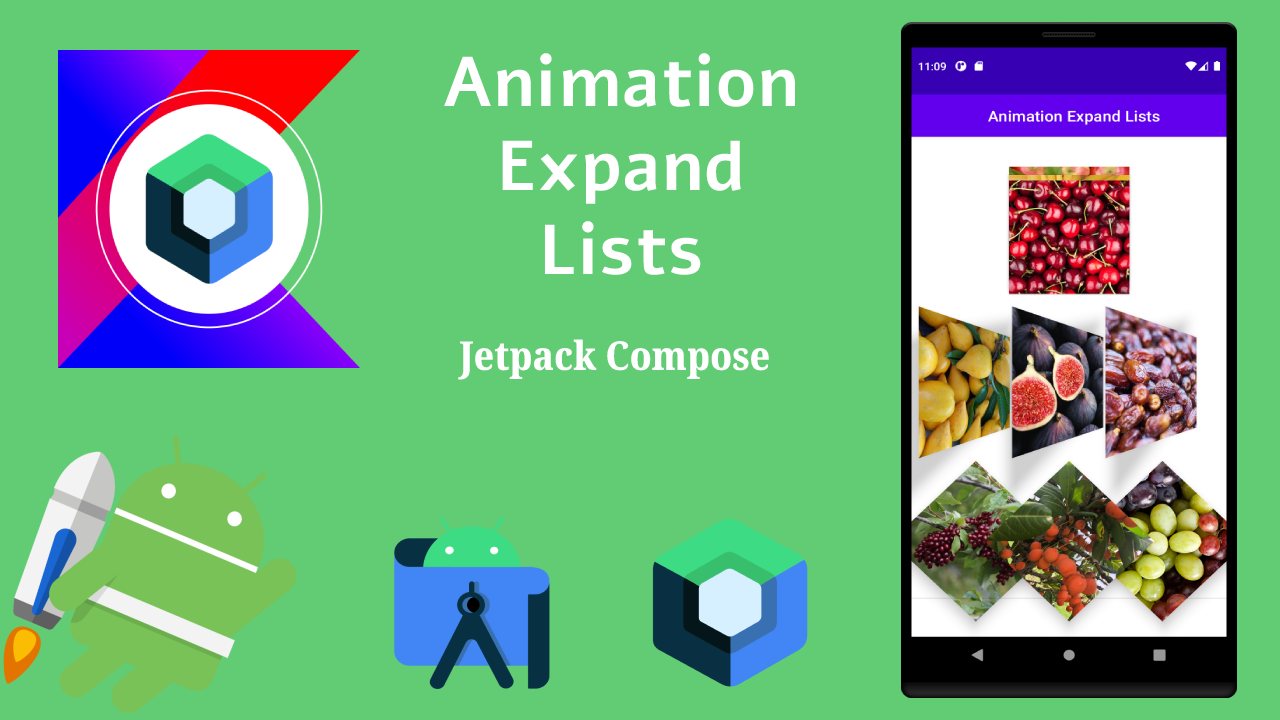 Animation
Expand
Lists
Jetpack Compose
11:09
Animation Expand Lists